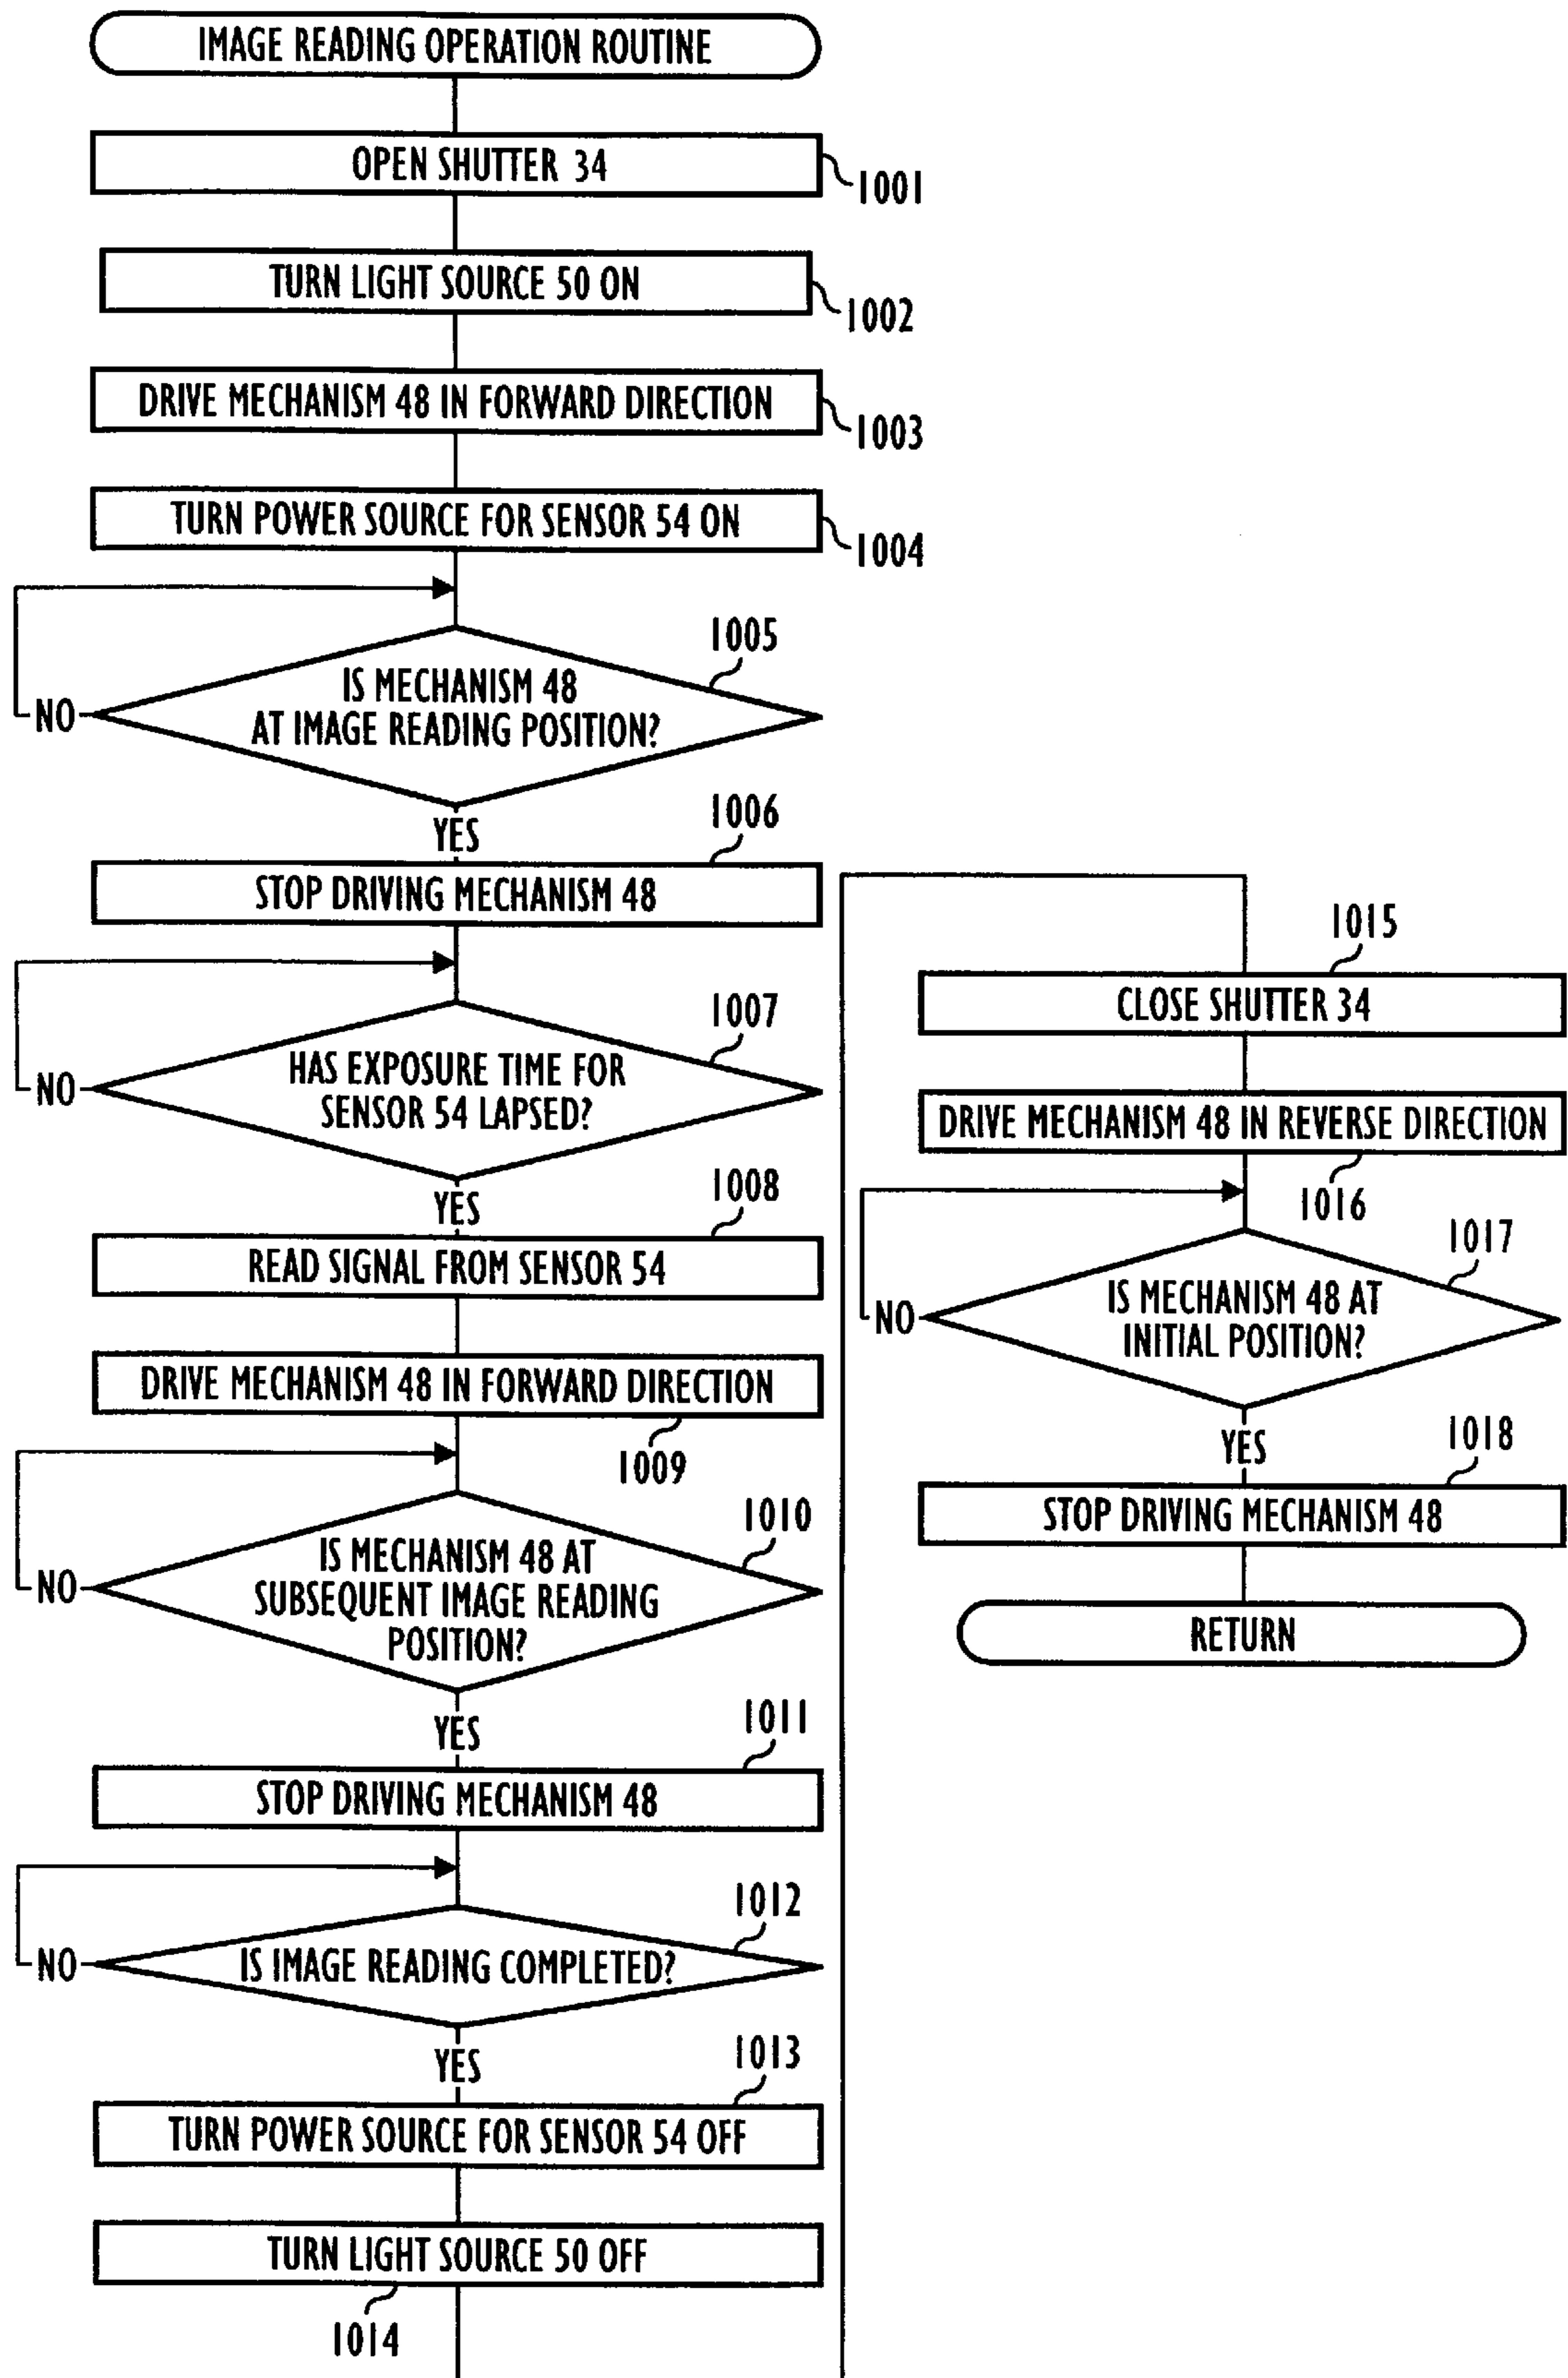 IMAGE READING OPERATION ROUTINE
OPEN SHUTTER 34
1001
TURN LIGHT SOURCE 50 ON
1002
DRIVE MECHANISM 48 IN FORWARD DIRECTION
1003
TURN POWER SOURCE FOR SENSOR 54 ON
1004
1005
IS MECHANISM 48
AT IMAGE READING POSITION?
NO
YES
1006
STOP DRIVING MECHANISM 48
1007
HAS EXPOSURE TIME FOR
SENSOR 54 LAPSED?
NO
YES
1008
READ SIGNAL FROM SENSOR 54
DRIVE MECHANISM 48 IN FORWARD DIRECTION
1009
1010
IS MECHANISM 48 AT
SUBSEQUENT IMAGE READING
POSITION?
NO
YES
1011
STOP DRIVING MECHANISM 48
1012
IS IMAGE READING COMPLETED?
NO
YES
1013
TURN POWER SOURCE FOR SENSOR 54 OFF
TURN LIGHT SOURCE 50 OFF
1014
1015
CLOSE SHUTTER 34
DRIVE MECHANISM 48 IN REVERSE DIRECTION
1016
1017
IS MECHANISM 48 AT
INITIAL POSITION?
NO
YES
1018
STOP DRIVING MECHANISM 48
RETURN